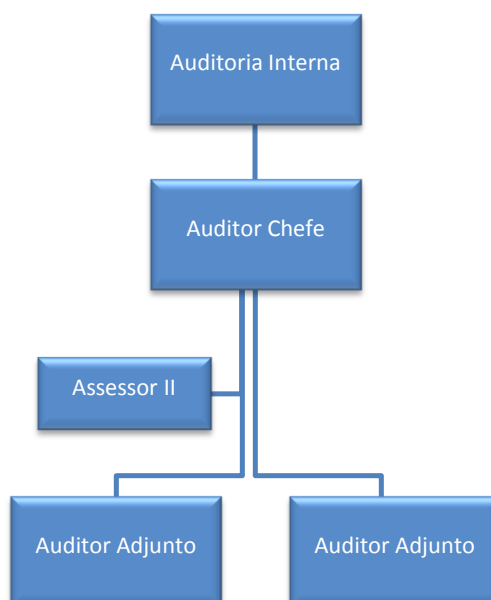 Auditoria Interna
Auditor Chefe
Assessor II
Auditor Adjunto
Auditor Adjunto